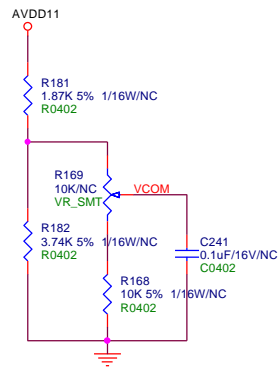 AVDD11
R181
1.87K 5% 1/16W/NC
R0402
R169
10K/NC
VR_SMT
VCOM
R182
3.74K 5% 1/16W/NC
R0402
C241
0.1uF/16V/NC
C0402
R168
10K 5% 1/16W/NC
R0402